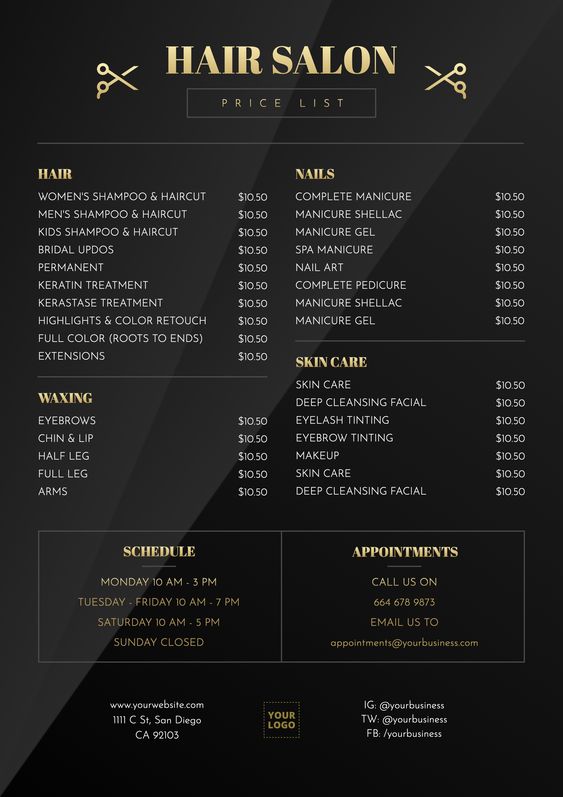 HAIR SALON
PRICE LIST
HAIR
WOMEN'S SHAMPOO & HAIRCUT $10.50
MEN'S SHAMPOO & HAIRCUT $10.50
KIDS SHAMPOO & HAIRCUT $10.50
BRIDAL UPDOS $10.50
PERMANENT $10.50
KERATIN TREATMENT $10.50
KERASTASE TREATMENT $10.50
HIGHLIGHTS & COLOR RETOUCH $10.50
FULL COLOR (ROOTS TO ENDS) $10.50
EXTENSIONS $10.50
WAXING
EYEBROWS $10.50
CHIN & LIP $10.50
HALF LEG $10.50
FULL LEG $10.50
ARMS $10.50
NAILS
COMPLETE MANICURE $10.50
MANICURE SHELLAC $10.50
MANICURE GEL $10.50
SPA MANICURE $10.50
NAIL ART $10.50
COMPLETE PEDICURE $10.50
MANICURE SHELLAC $10.50
MANICURE GEL $10.50
SKIN CARE
SKIN CARE $10.50
DEEP CLEANSING FACIAL $10.50
EYELASH TINTING $10.50
EYEBROW TINTING $10.50
MAKEUP $10.50
SKIN CARE $10.50
DEEP CLEANSING FACIAL $10.50
SCHEDULE
MONDAY 10 AM - 3 PM
TUESDAY - FRIDAY 10 AM - 7 PM
SATURDAY 10 AM - 5 PM
SUNDAY CLOSED
APPOINTMENTS
CALL US ON
664 678 9873
EMAIL US TO
appointments@yourbusiness.com
www.yourwebsite.com
1111 C St, San Diego
CA 92103
YOUR
LOGO
IG: @yourbusiness
TW: @yourbusiness
FB: /yourbusiness